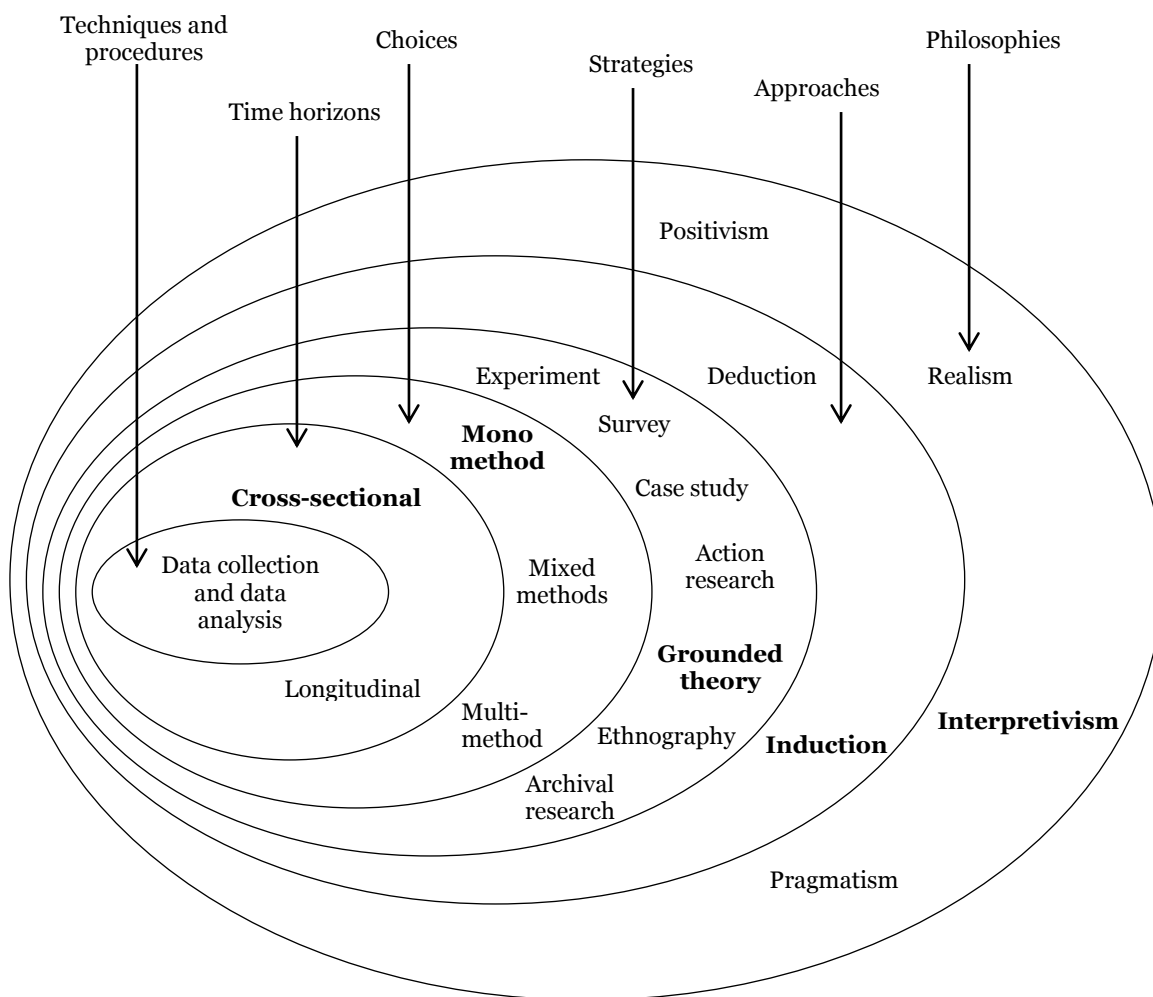 Techniques and
procedures
Choices
Philosophies
Strategies
Approaches
Time horizons
Positivism
Experiment
Deduction
Realism
Survey
Mono
method
Case study
Cross-sectional
Action
research
Data collection
and data
analysis
Mixed
methods
Grounded
theory
Longitudinal
Multi-
method
Ethnography
Induction
Interpretivism
Archival
research
Pragmatism